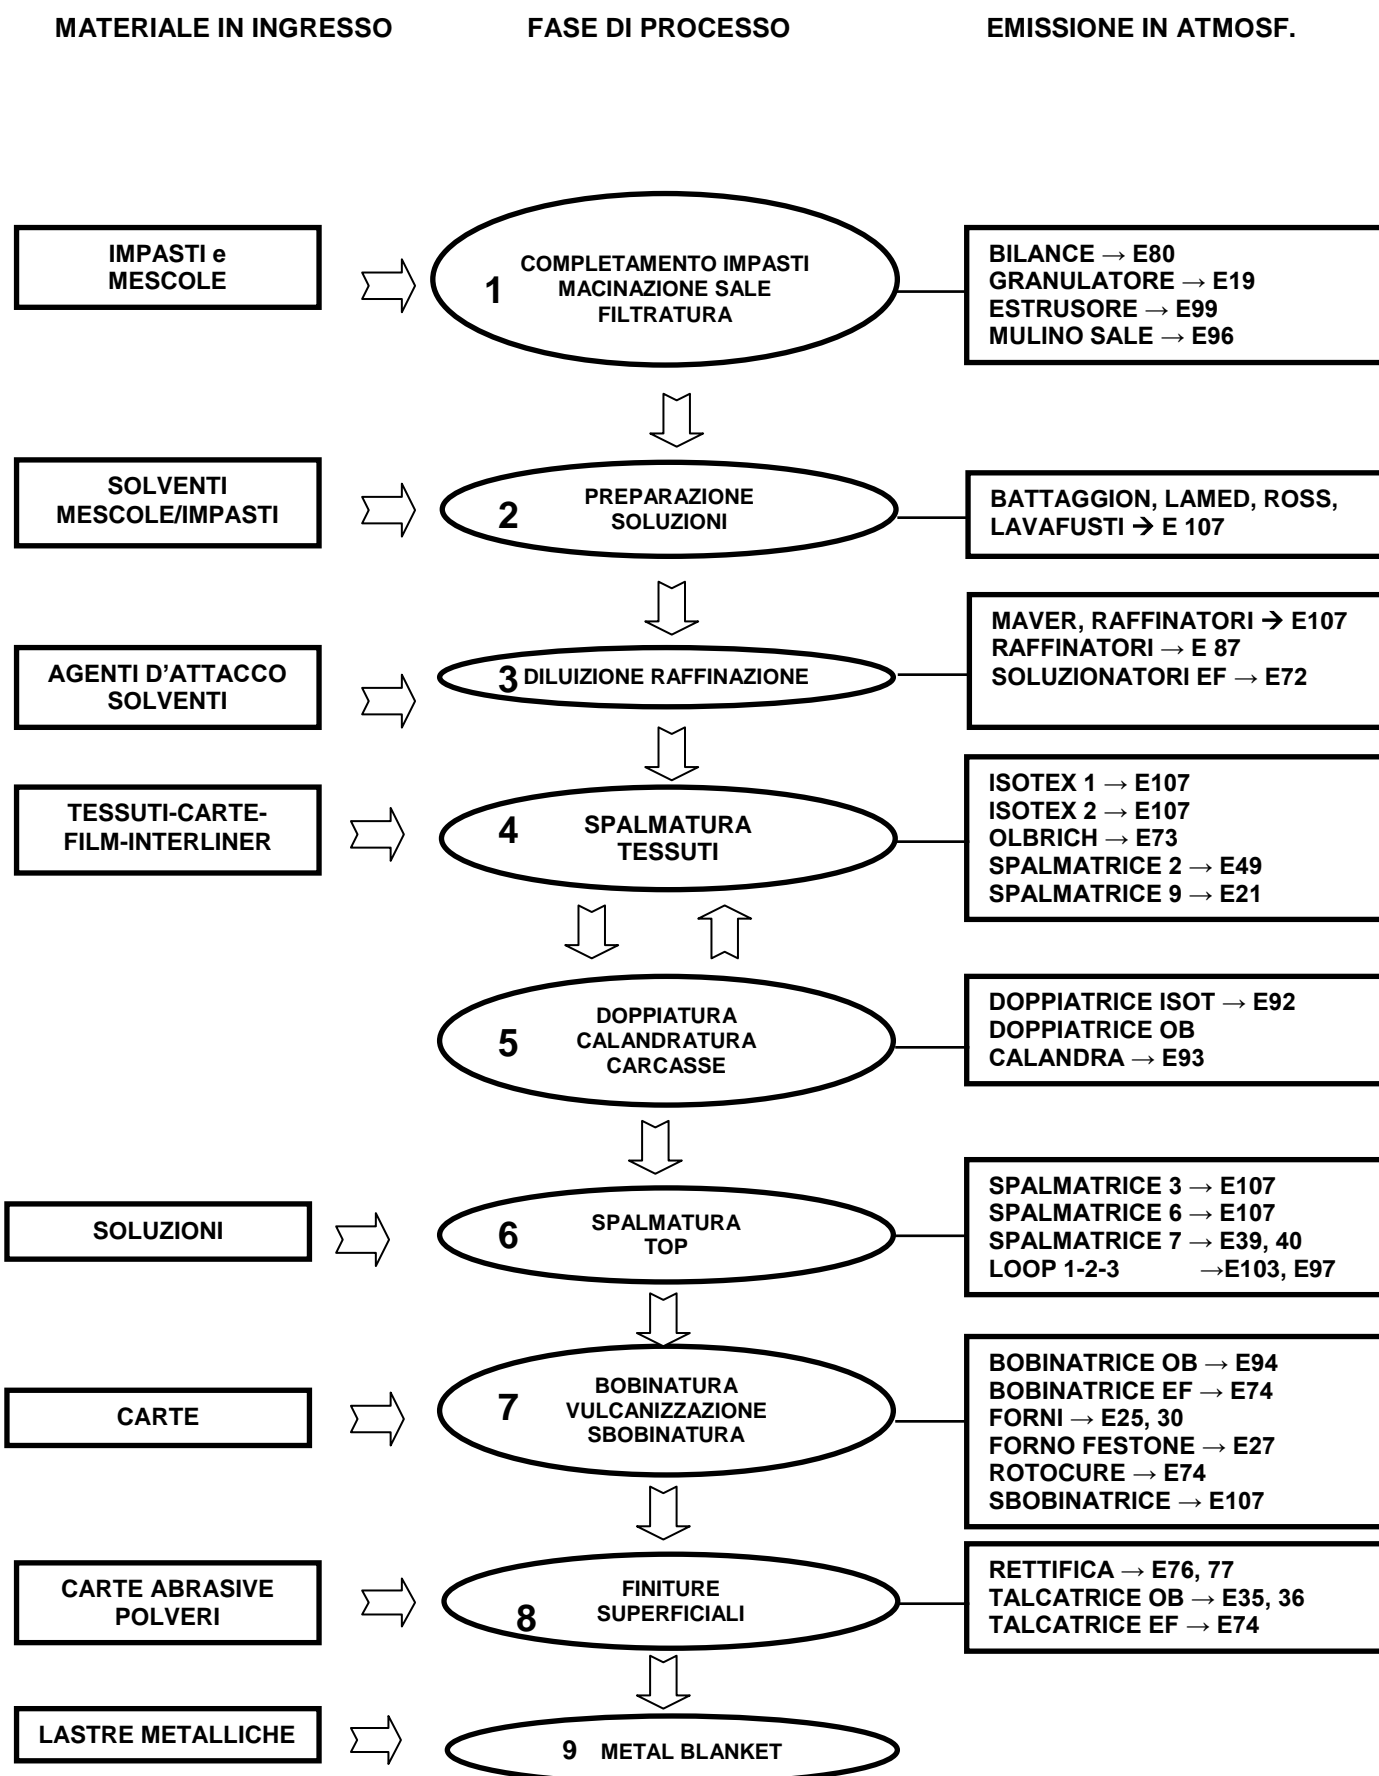 MATERIALE IN INGRESSO
FASE DI PROCESSO
EMISSIONE IN ATMOSF.
IMPASTI e
MESCOLE
1
COMPLETAMENTO IMPASTI
MACINAZIONE SALE
FILTRATURA
BILANCE → E80
GRANULATORE → E19
ESTRUSORE → E99
MULINO SALE → E96
SOLVENTI
MESCOLE/IMPASTI
2
PREPARAZIONE
SOLUZIONI
BATTAGGION, LAMED, ROSS,
LAVAFUSTI → E 107
AGENTI D'ATTACCO
SOLVENTI
3 DILUIZIONE RAFFINAZIONE
MAVER, RAFFINATORI → E107
RAFFINATORI → E 87
SOLUZIONATORI EF → E72
TESSUTI-CARTE-
FILM-INTERLINER
4
SPALMATURA
TESSUTI
ISOTEX 1 → E107
ISOTEX 2 → E107
OLBRICH → E73
SPALMATRICE 2 → E49
SPALMATRICE 9 → E21
5
DOPPIATURA
CALANDRATURA
CARCASSE
DOPPIATRICE ISOT → E92
DOPPIATRICE OB
CALANDRA → E93
SOLUZIONI
6
SPALMATURA
TOP
SPALMATRICE 3 → E107
SPALMATRICE 6 → E107
SPALMATRICE 7 → E39, 40
LOOP 1-2-3 →E103, E97
CARTE
7
BOBINATURA
VULCANIZZAZIONE
SBOBINATURA
BOBINATRICE OB → E94
BOBINATRICE EF → E74
FORNI → E25, 30
FORNO FESTONE → E27
ROTOCURE → E74
SBOBINATRICE → E107
CARTE ABRASIVE
POLVERI
8
FINITURE
SUPERFICIALI
RETTIFICA → E76, 77
TALCATRICE OB → E35, 36
TALCATRICE EF → E74
LASTRE METALLICHE
9 METAL BLANKET